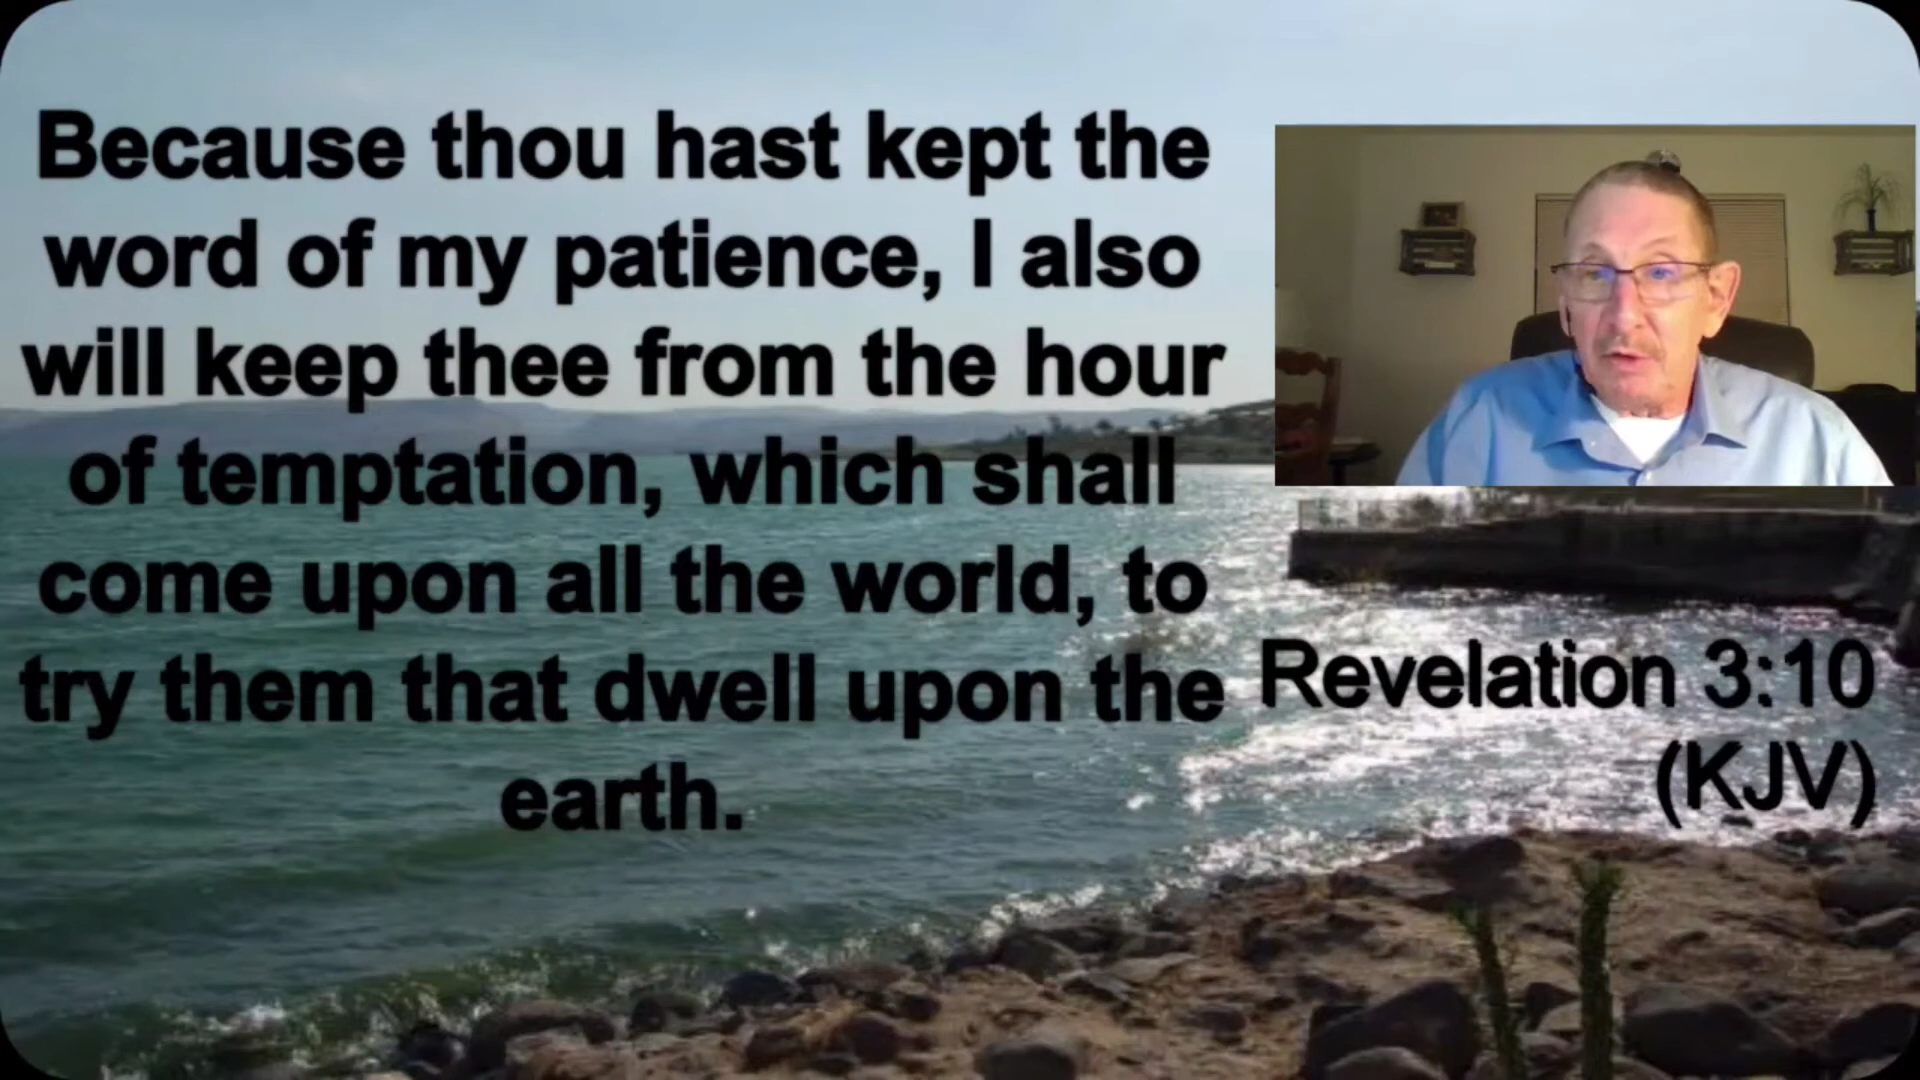 Because thou hast kept the
word of my patience, I also
will keep thee from the hour
of temptation, which shall
come upon all the world, to
try them that dwell upon the
earth.
Revelation 3:10
(KJV)